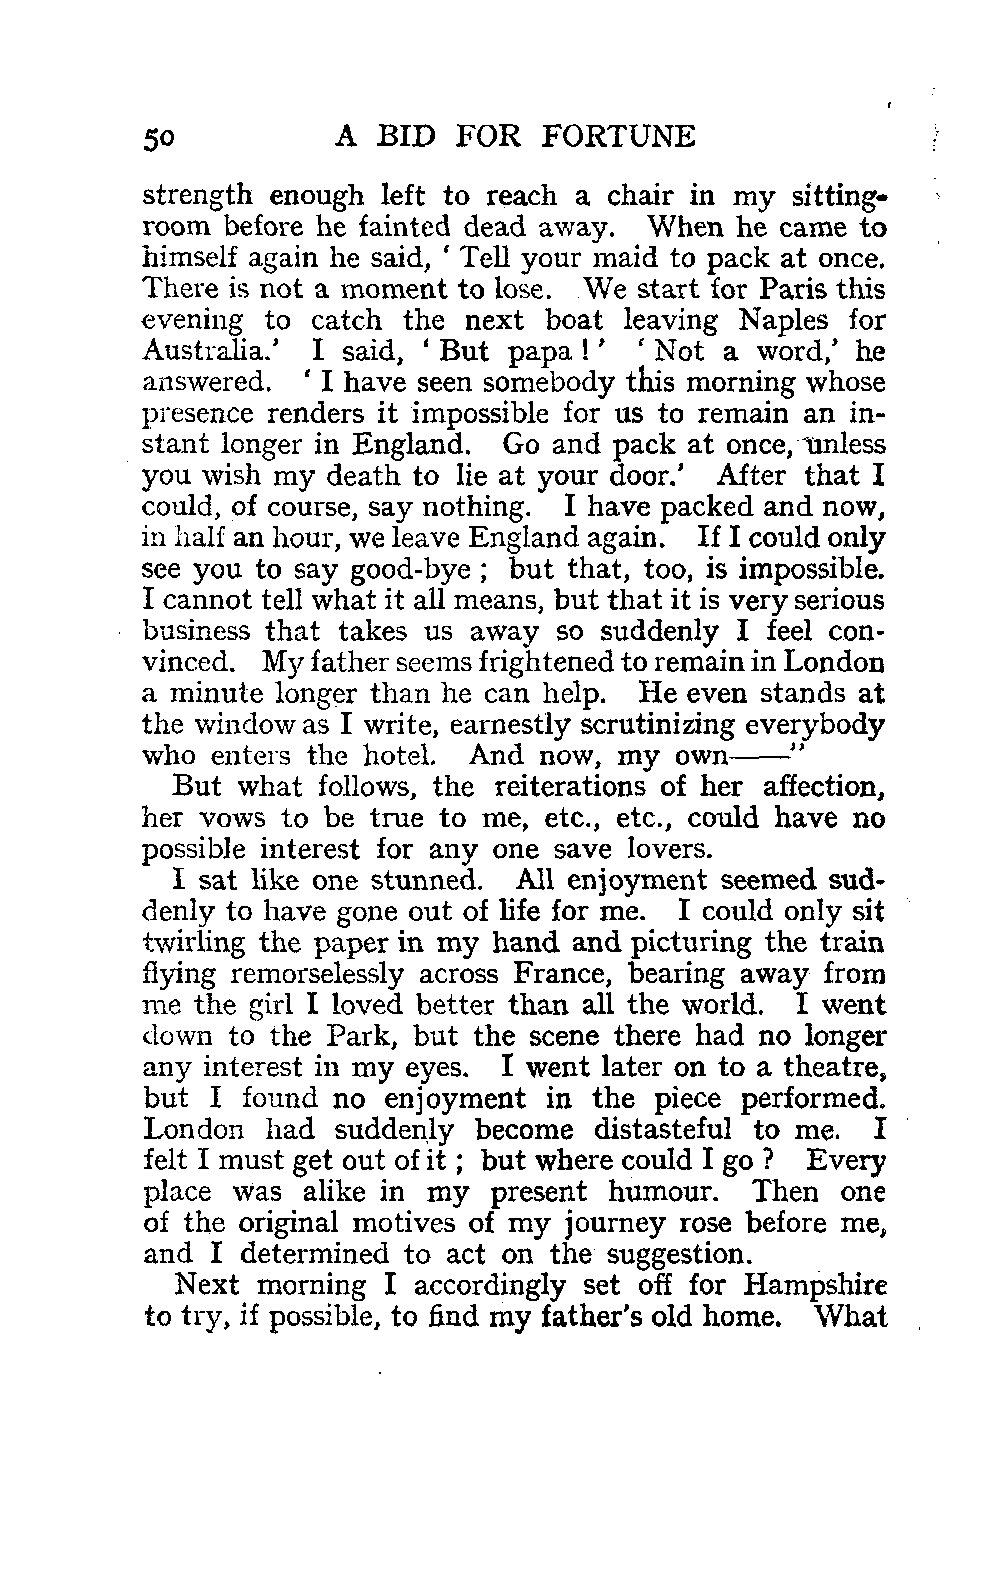 50 A BID FOR FORTUNE
strength enough left to reach a chair in my sitting-
room before he fainted dead away. When he came to
himself again he said, ‘ Tell your maid to pack at once.
There is not a moment to lose. We start for Paris this
evening to catch the next boat leaving Naples for
Australia.’ I said, ‘ But papa ! ’ ‘ Not a word,’ he
answered. ‘ I have seen somebody this morning whose
presence renders it impossible for us to remain an in-
stant longer in England. Go and pack at once, unless
you wish my death to lie at your door.’ After that I
could, of course, say nothing. I have packed and now,
in half an hour, we leave England again. If I could only
see you to say good-bye ; but that, too, is impossible.
I cannot tell what it all means, but that it is very serious
business that takes us away so suddenly I feel con-
vinced. My father seems frightened to remain in London
a minute longer than he can help. He even stands at
the window as I write, earnestly scrutinizing everybody
who enters the hotel. And now, my own——”
But what follows, the reiterations of her affection,
her vows to be true to me, etc., etc., could have no
possible interest for any one save lovers.
I sat like one stunned. All enjoyment seemed sud-
denly to have gone out of life for me. I could only sit
twirling the paper in my hand and picturing the train
flying remorselessly across France, bearing away from
me the girl I loved better than all the world. I went
down to the Park, but the scene there had no longer
any interest in my eyes. I went later on to a theatre,
but I found no enjoyment in the piece performed.
London had suddenly become distasteful to me. I
felt I must get out of it ; but where could I go ? Every
place was alike in my present humour. Then one
of the original motives of my journey rose before me,
and I determined to act on the suggestion.
Next morning I accordingly set off for Hampshire
to try, if possible, to find my father's old home. What